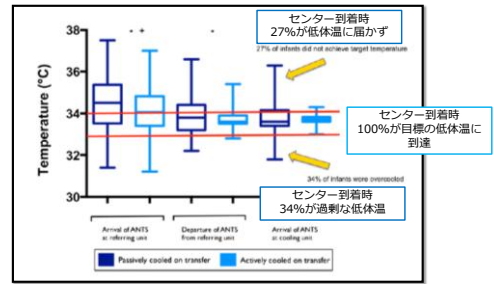 センター到着時
27%が低体温に届かず
27% of infants did not achieve target temperature
38
36
34
32
30
Temperature (°C)
センター到着時
100%が目標の低体温に
到達
34% of infants were overcooled
センター到着時
34%が過剰な低体温
Arrival of ANTS
at referring unit
Departure of ANTS
from referring unit
Arrival of ANTS
at cooling unit
Passively cooled on transfer
Actively cooled on transfer